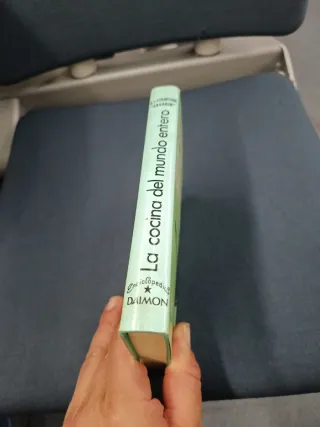 La cocina del mundo entero
Enciclopedia
DAIMON